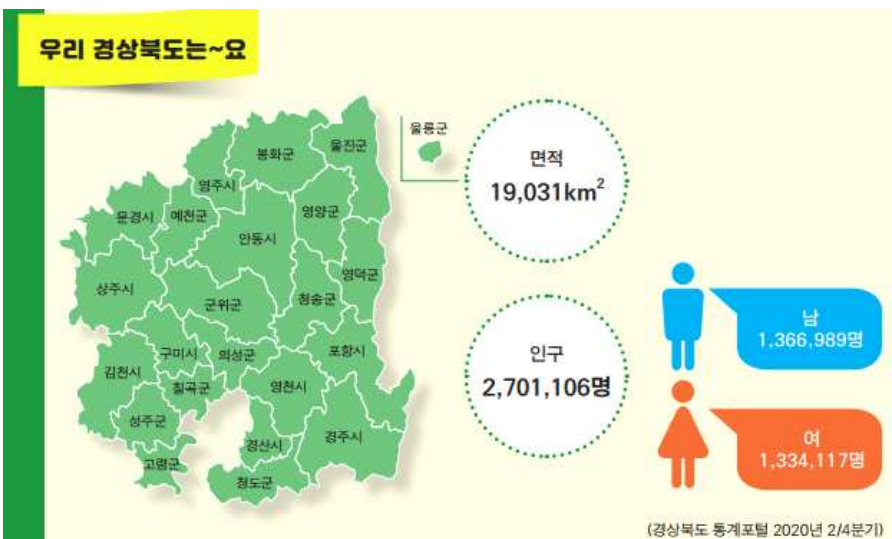 우리 경상북도는~요
울릉군
봉화군
울진군
영주시
문경시
예천군
영양군
안동시
영덕군
상주시
군위군
청송군
구미시
의성군
포항시
김천시
칠곡군
영천시
성주군
경산시
경주시
고령군
청도군
면적
19,031km²
인구
2,701,106명
남
1,366,989명
여
1,334,117명
(경상북도 통계포털 2020년 2/4분기)